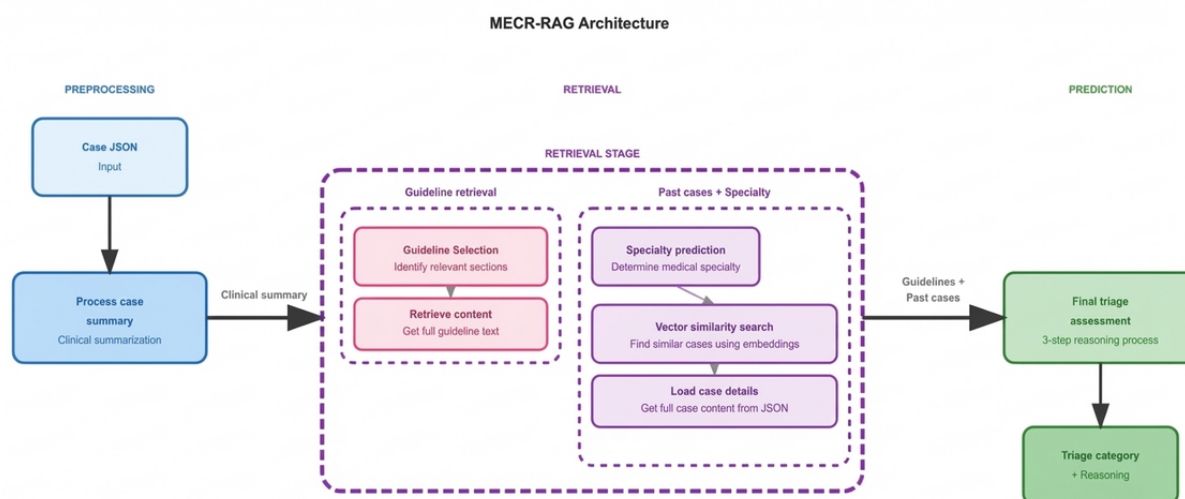 MECR-RAG Architecture
PREPROCESSING
RETRIEVAL
PREDICTION
Case JSON
Input
Process case
summary
Clinical summarization
Clinical summary
RETRIEVAL STAGE
Guideline retrieval
Guideline Selection
Identify relevant sections
Retrieve content
Get full guideline text
Past cases + Specialty
Specialty prediction
Determine medical specialty
Vector similarity search
Find similar cases using embeddings
Load case details
Get full case content from JSON
Guidelines +
Past cases
Final triage
assessment
3-step reasoning process
Triage category
+ Reasoning